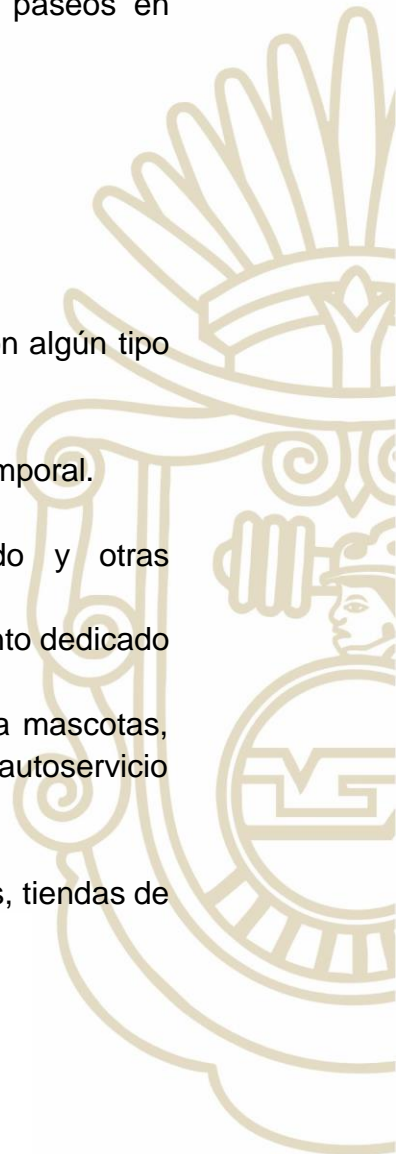 paseos en
n algún tipo
mporal.
do y otras
nto dedicado
a mascotas,
autoservicio
s, tiendas de